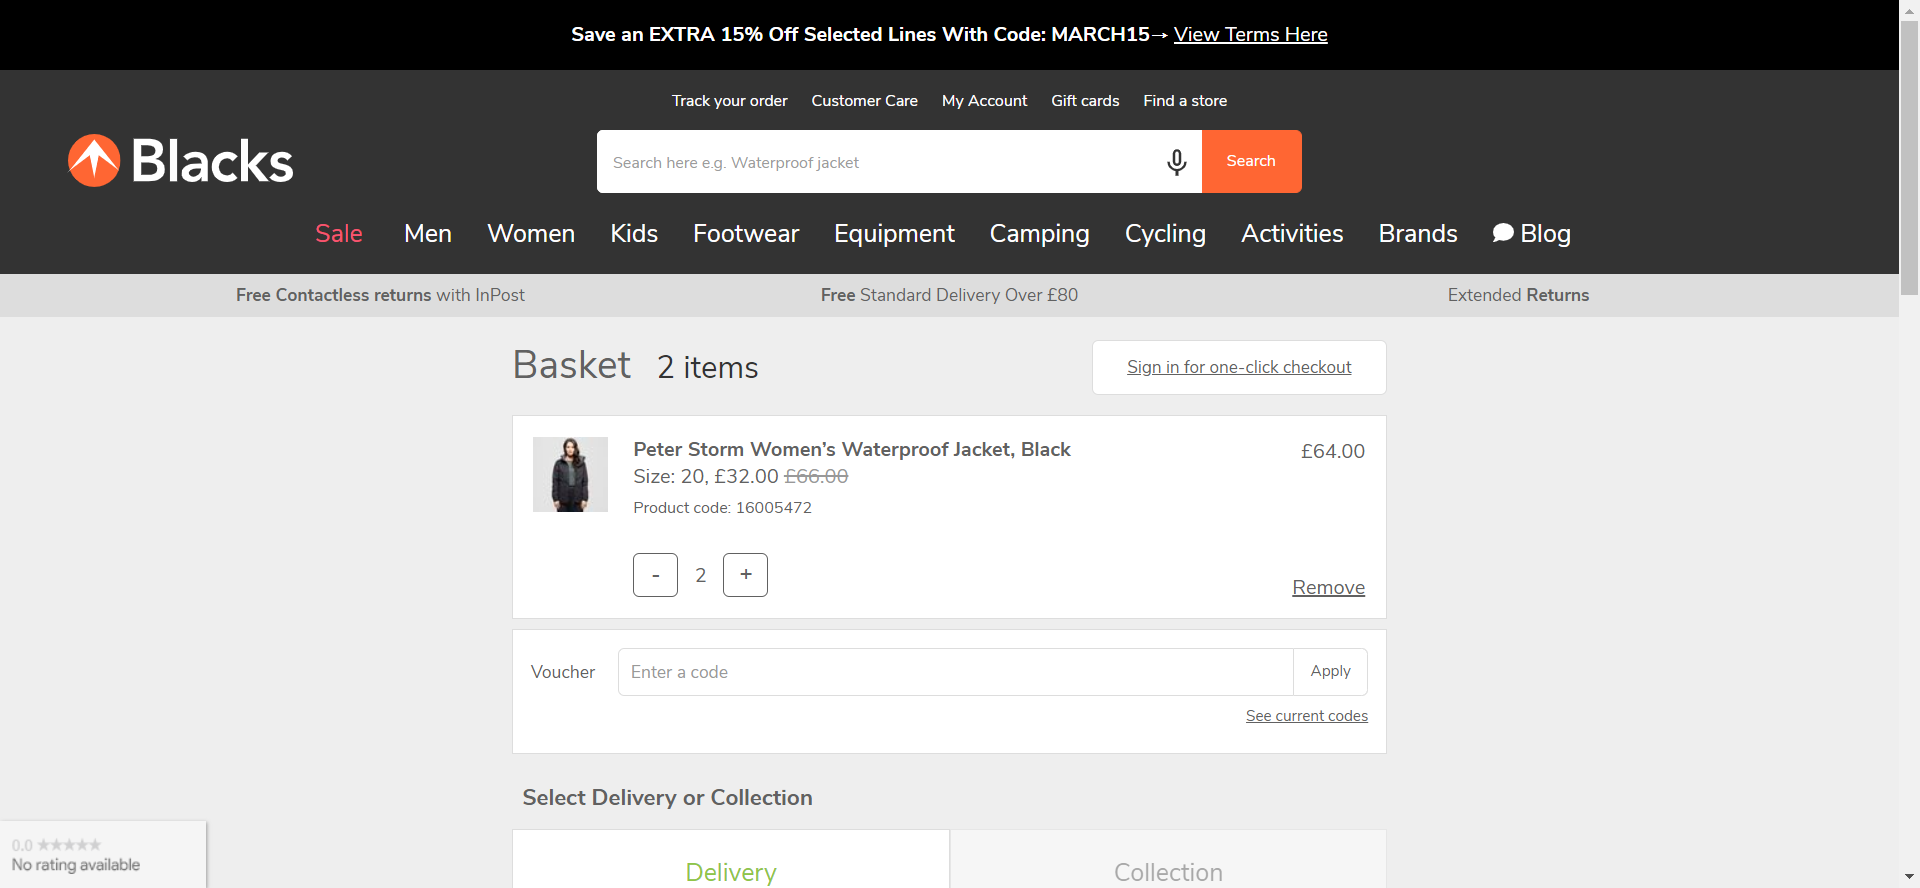 Save an EXTRA 15% Off Selected Lines With Code: MARCH15→ View Terms Here
Track your order Customer Care My Account Gift cards Find a store
Blacks
Search here e.g. Waterproof jacket Search
Sale Men Women Kids Footwear Equipment Camping Cycling Activities Brands Blog
Free Contactless returns with InPost Free Standard Delivery Over £80 Extended Returns
Basket 2 items Sign in for one-click checkout
Peter Storm Women’s Waterproof Jacket, Black £64.00
Size: 20, £32.00 £66.00
Product code: 16005472
- 2 +
Remove
Voucher Enter a code Apply
See current codes
Select Delivery or Collection
Delivery Collection
0.0 ★★★★★
No rating available